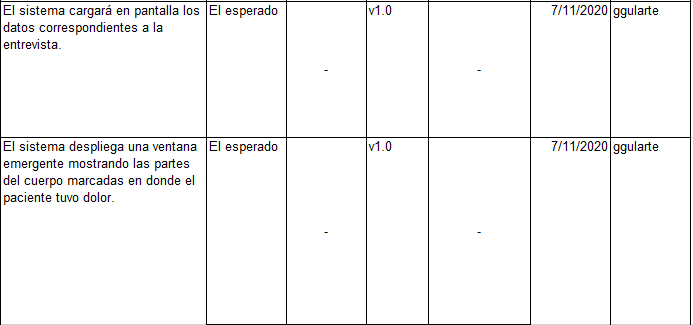 El sistema cargará en pantalla los El esperado v1.0 7/11/2020 ggularte
datos correspondientes a la
entrevista.
- -
El sistema despliega una ventana El esperado v1.0 7/11/2020 ggularte
emergente mostrando las partes
del cuerpo marcadas en donde el
paciente tuvo dolor.
- -